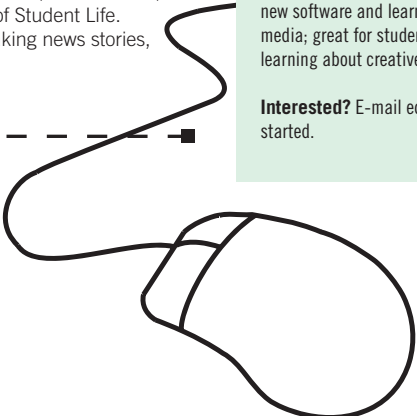 of Student Life.
king news stories,
new software and learn
media; great for studen
learning about creative
Interested? E-mail ed
started.